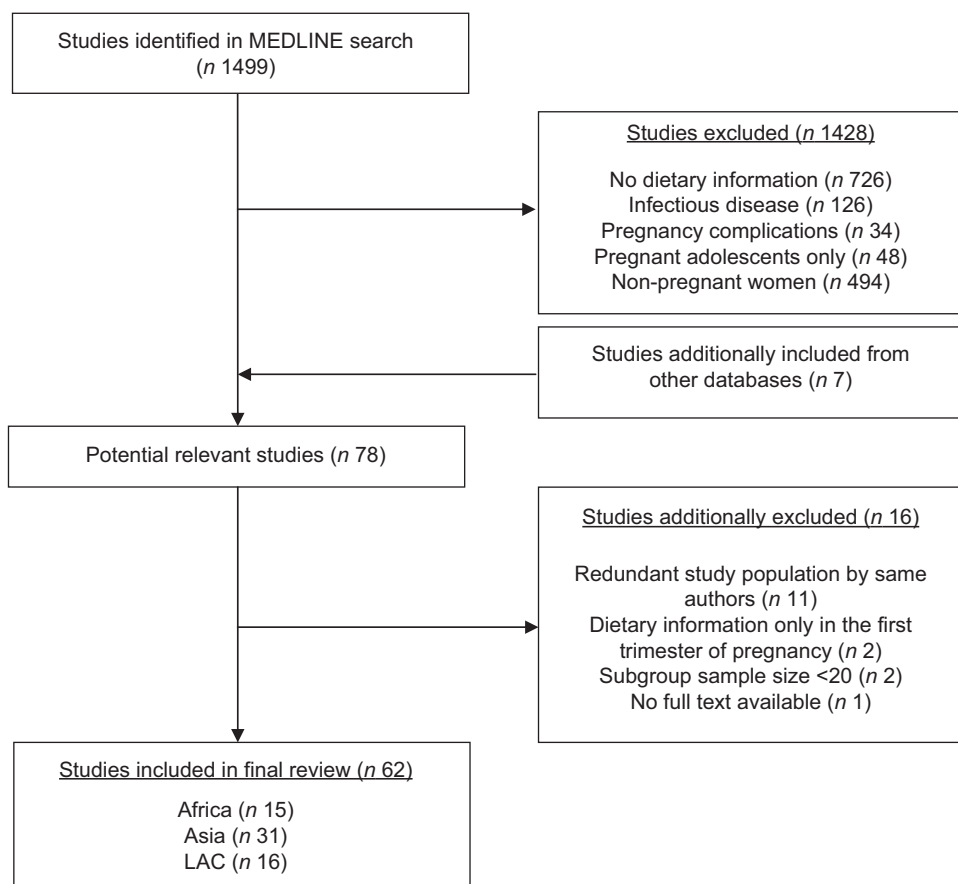 Studies identified in MEDLINE search
(n 1499)
Studies excluded (n 1428)
No dietary information (n 726)
Infectious disease (n 126)
Pregnancy complications (n 34)
Pregnant adolescents only (n 48)
Non-pregnant women (n 494)
Studies additionally included from
other databases (n 7)
Potential relevant studies (n 78)
Studies additionally excluded (n 16)
Redundant study population by same
authors (n 11)
Dietary information only in the first
trimester of pregnancy (n 2)
Subgroup sample size <20 (n 2)
No full text available (n 1)
Studies included in final review (n 62)
Africa (n 15)
Asia (n 31)
LAC (n 16)